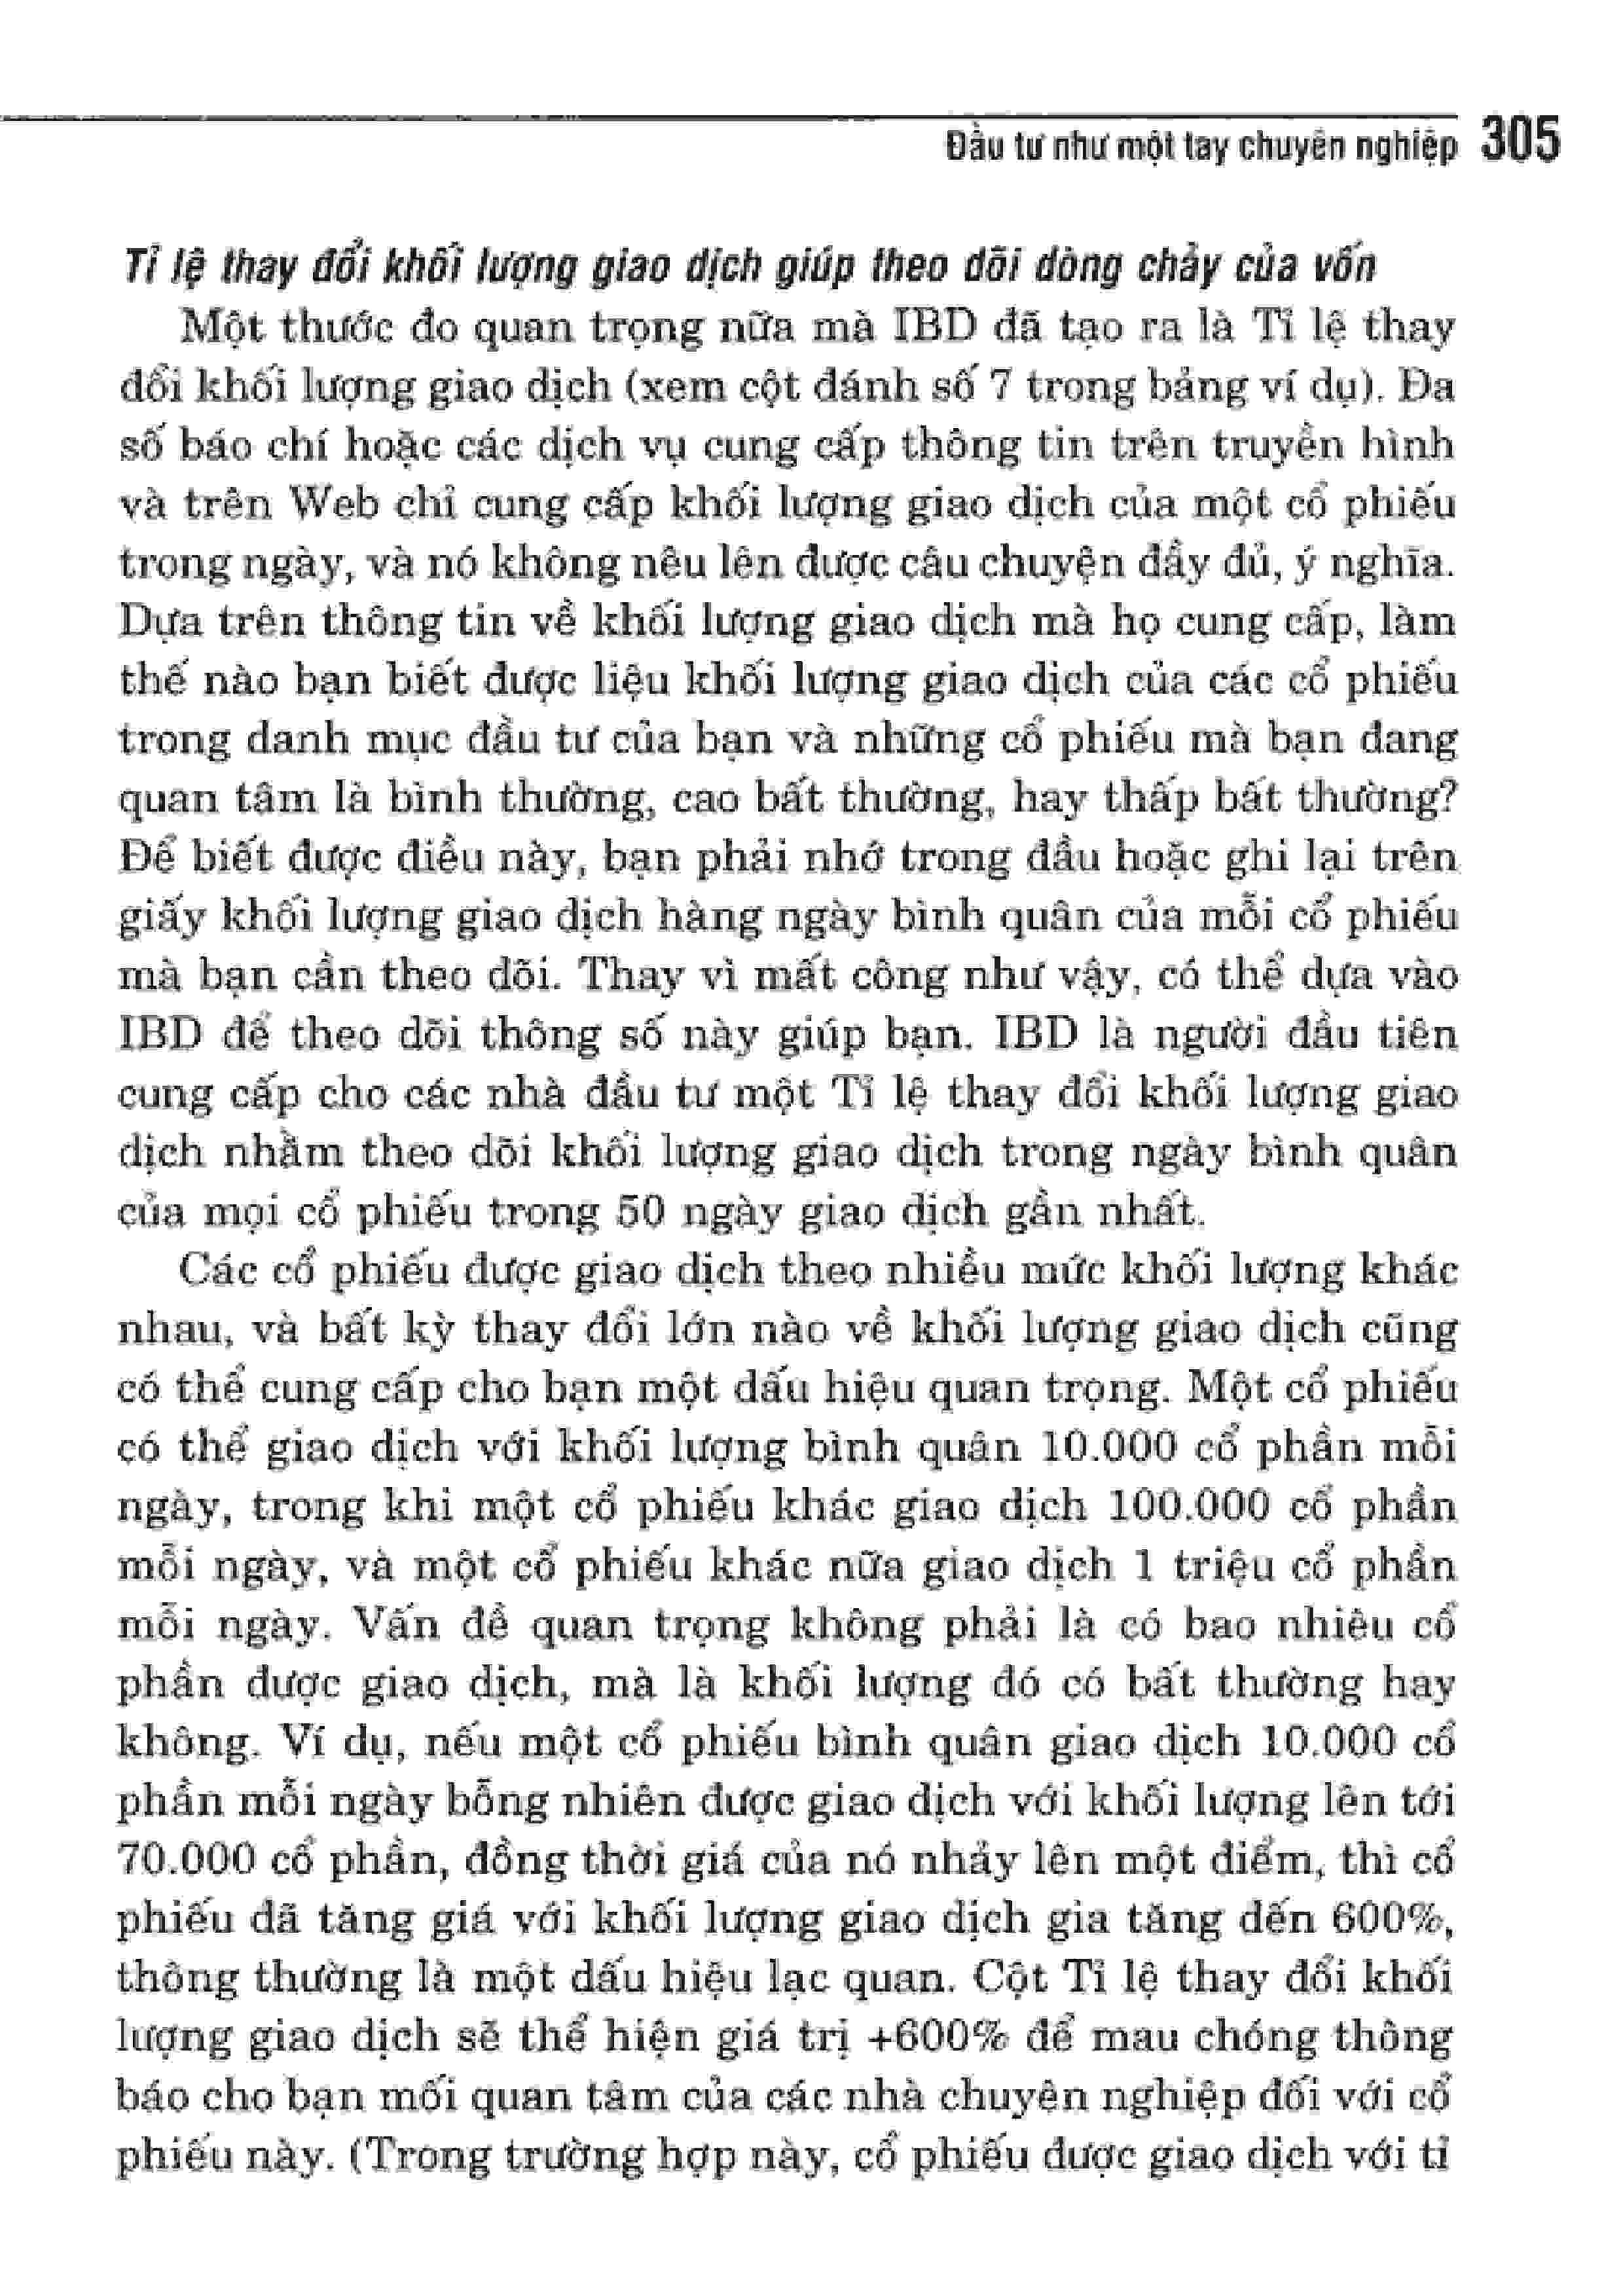 Đầu tư như một tay chuyên nghiệp 305
Tỉ lệ thay đổi khối lượng giao dịch giúp theo dõi dòng chảy của vốn
Một thước đo quan trọng nữa mà IBD đã tạo ra là Tỉ lệ thay
đổi khối lượng giao dịch (xem cột đánh số 7 trong bảng ví dụ). Đa
số báo chí hoặc các dịch vụ cung cấp thông tin trên truyền hình
và trên Web chỉ cung cấp khối lượng giao dịch của một cổ phiếu
trong ngày, và nó không nêu lên được câu chuyện đầy đủ, ý nghĩa.
Dựa trên thông tin về khối lượng giao dịch mà họ cung cấp, làm
thế nào bạn biết được liệu khối lượng giao dịch của các cổ phiếu
trong danh mục đầu tư của bạn và những cổ phiếu mà bạn đang
quan tâm là bình thường, cao bất thường, hay thấp bất thường?
Để biết được điều này, bạn phải nhớ trong đầu hoặc ghi lại trên
giấy khối lượng giao dịch hàng ngày bình quân của mỗi cổ phiếu
mà bạn cần theo dõi. Thay vì mất công như vậy, có thể dựa vào
IBD để theo dõi thông số này giúp bạn. IBD là người đầu tiên
cung cấp cho các nhà đầu tư một Tỉ lệ thay đổi khối lượng giao
dịch nhằm theo dõi khối lượng giao dịch trong ngày bình quân
của mọi cổ phiếu trong 50 ngày giao dịch gần nhất.
Các cổ phiếu được giao dịch theo nhiều mức khối lượng khác
nhau, và bất kỳ thay đổi lớn nào về khối lượng giao dịch cũng
có thể cung cấp cho bạn một dấu hiệu quan trọng. Một cổ phiếu
có thể giao dịch với khối lượng bình quân 10.000 cổ phần mỗi
ngày, trong khi một cổ phiếu khác giao dịch 100.000 cổ phần
mỗi ngày, và một cổ phiếu khác nữa giao dịch 1 triệu cổ phần
mỗi ngày. Vấn đề quan trọng không phải là có bao nhiêu cổ
phần được giao dịch, mà là khối lượng đó có bất thường hay
không. Ví dụ, nếu một cổ phiếu bình quân giao dịch 10.000 cổ
phần mỗi ngày bỗng nhiên được giao dịch với khối lượng lên tới
70.000 cổ phần, đồng thời giá của nó nhảy lên một điểm, thì cổ
phiếu đã tăng giá với khối lượng giao dịch gia tăng đến 600%,
thông thường là một dấu hiệu lạc quan. Cột Tỉ lệ thay đổi khối
lượng giao dịch sẽ thể hiện giá trị +600% để mau chóng thông
báo cho bạn mối quan tâm của các nhà chuyên nghiệp đối với cổ
phiếu này. (Trong trường hợp này, cổ phiếu được giao dịch với tỉ